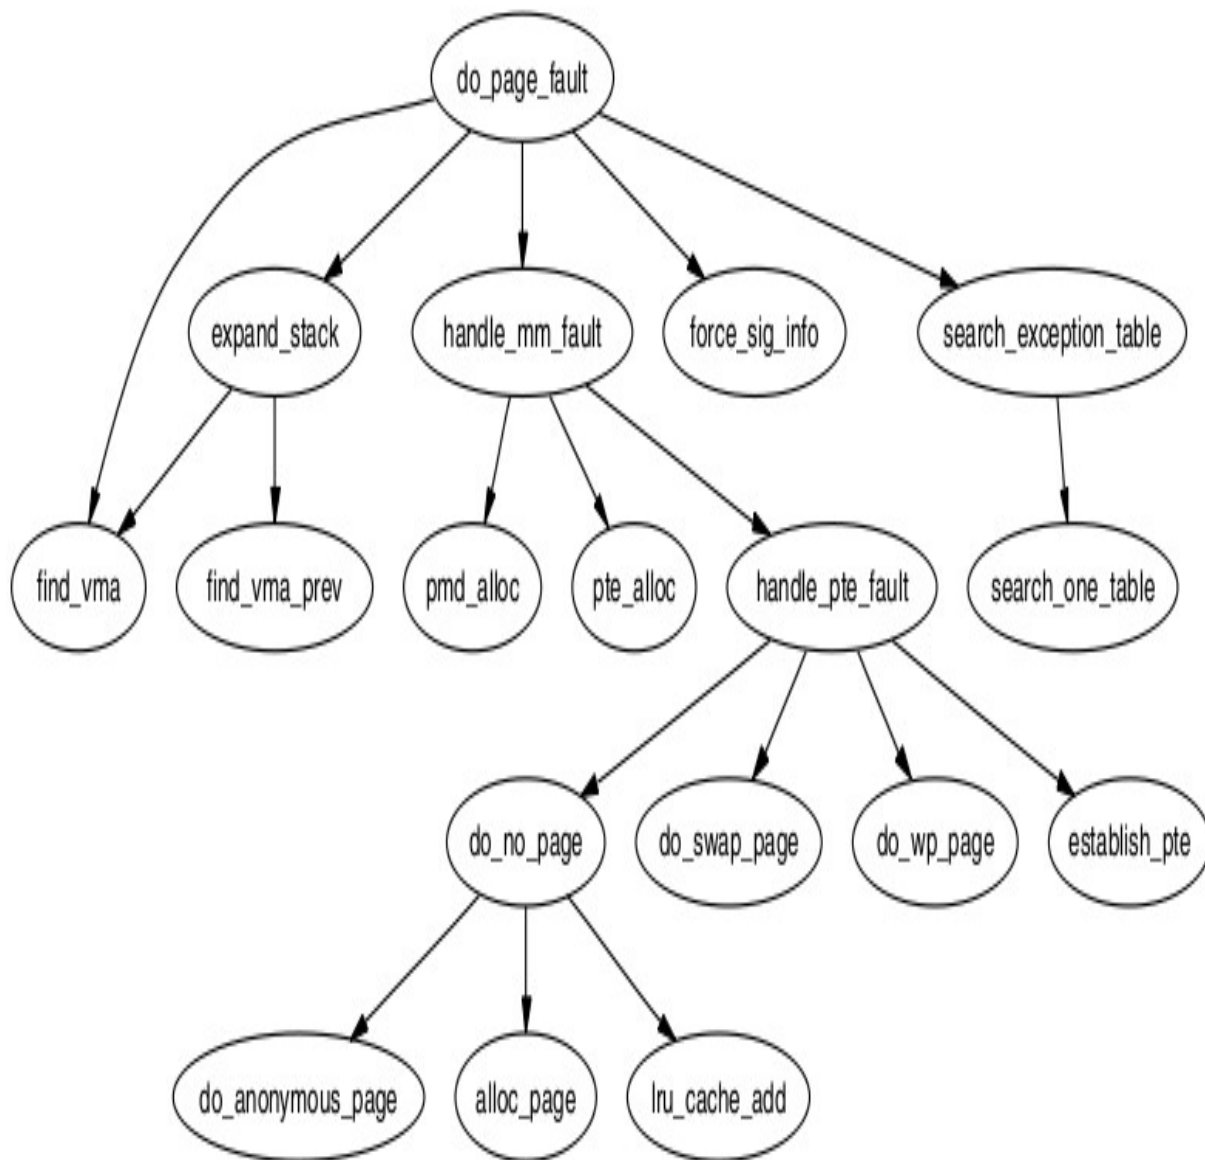 do_page_fault
expand_stack
handle_mm_fault
force_sig_info
search_exception_table
find_vma
find_vma_prev
pmd_alloc
pte_alloc
handle_pte_fault
search_one_table
do_no_page
do_swap_page
do_wp_page
establish_pte
do_anonymous_page
alloc_page
lru_cache_add